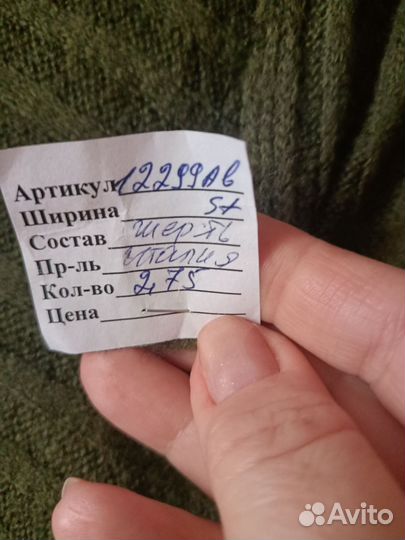 Артикул 12299АВ
Ширина
Состав шерсть
Пр-ль Италия
Кол-во 2,75
Цена —
Avito